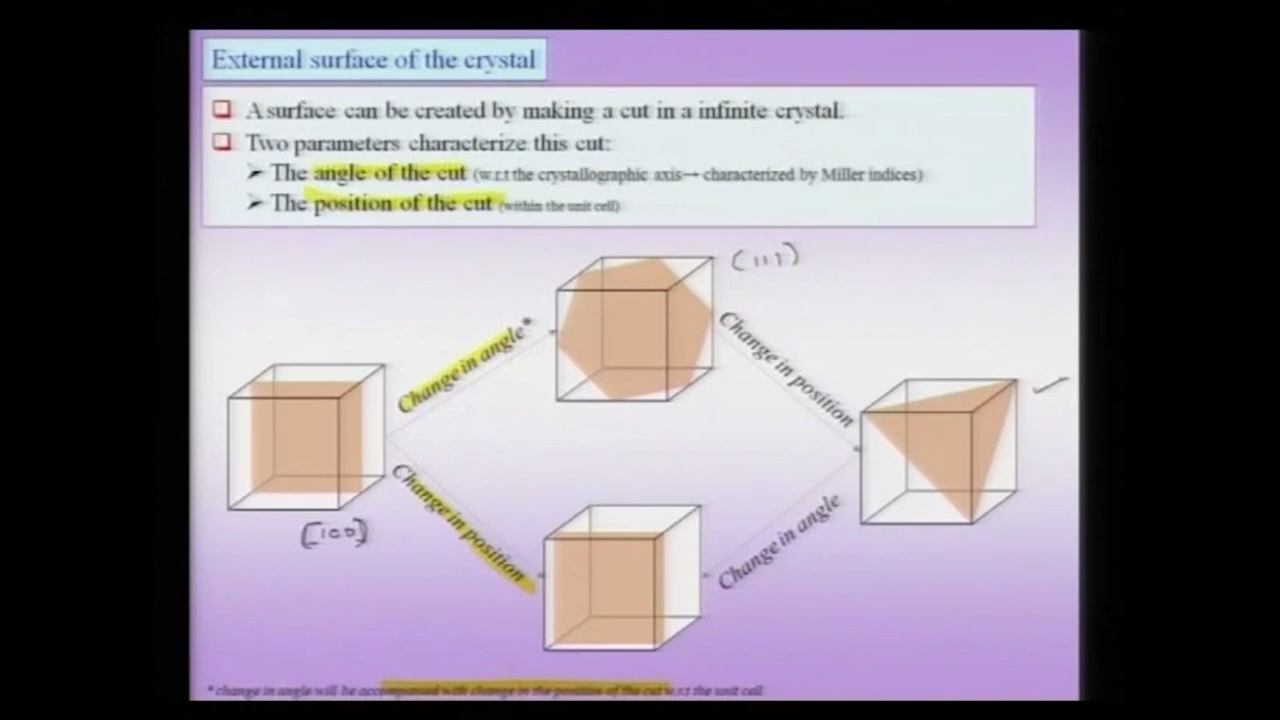 External surface of the crystal
A surface can be created by making a cut in a infinite crystal.
Two parameters characterize this cut:
➢ The angle of the cut (w.r.t the crystallographic axis→ characterized by Miller indices)
➢ The position of the cut (within the unit cell)
(111)
Change in angle*
Change in position
[100]
Change in position
Change in angle
* change in angle will be accompanied with change in the position of the cut w.r.t the unit cell